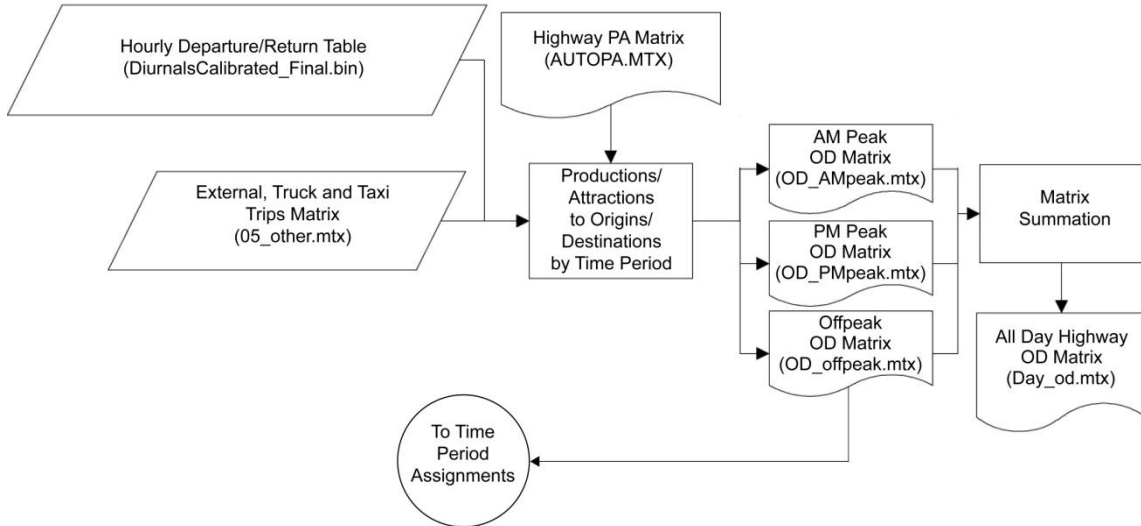 Hourly Departure/Return Table
(DiurnalsCalibrated_Final.bin)
Highway PA Matrix
(AUTOPA.MTX)
External, Truck and Taxi
Trips Matrix
(05_other.mtx)
Productions/
Attractions
to Origins/
Destinations
by Time Period
AM Peak
OD Matrix
(OD_AMpeak.mtx)
PM Peak
OD Matrix
(OD_PMpeak.mtx)
Offpeak
OD Matrix
(OD_offpeak.mtx)
Matrix
Summation
All Day Highway
OD Matrix
(Day_od.mtx)
To Time
Period
Assignments